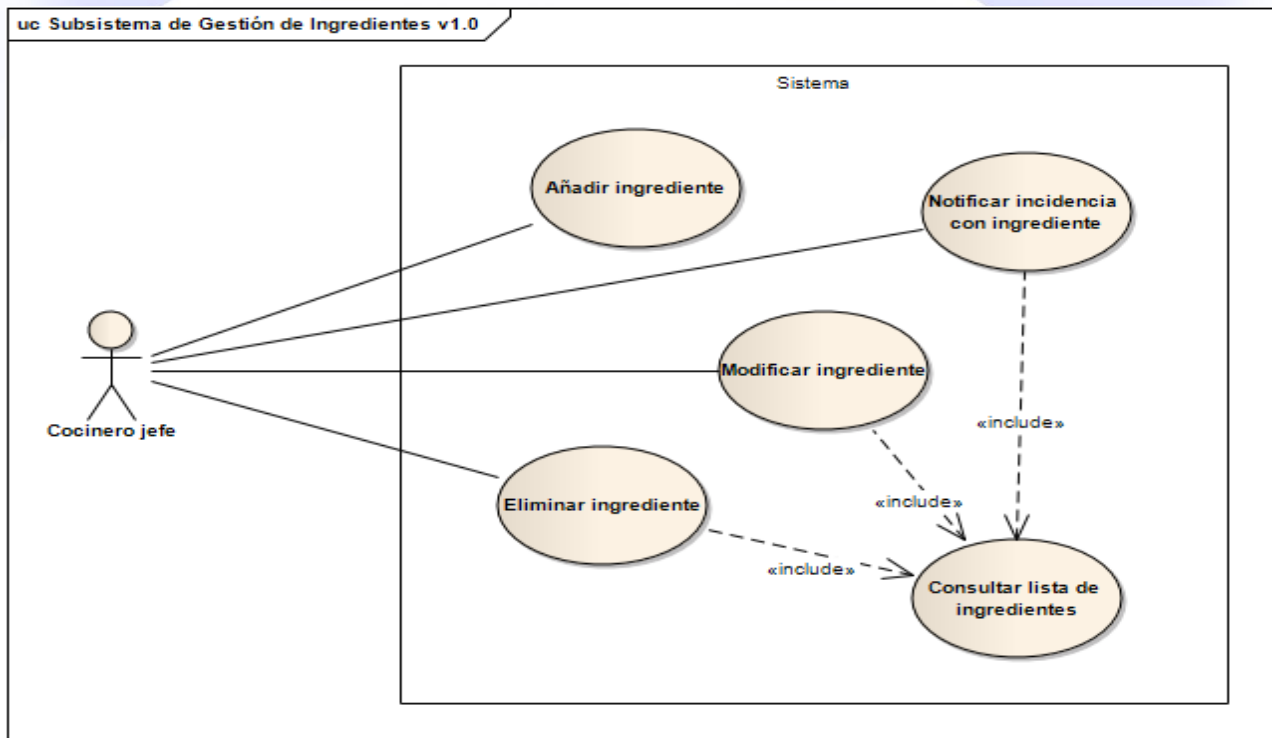 uc Subsistema de Gestión de Ingredientes v1.0
Sistema
Añadir ingrediente
Notificar incidencia
con ingrediente
Modificar ingrediente
Cocinero jefe
«include»
Eliminar ingrediente
«include»
«include»
Consultar lista de
ingredientes